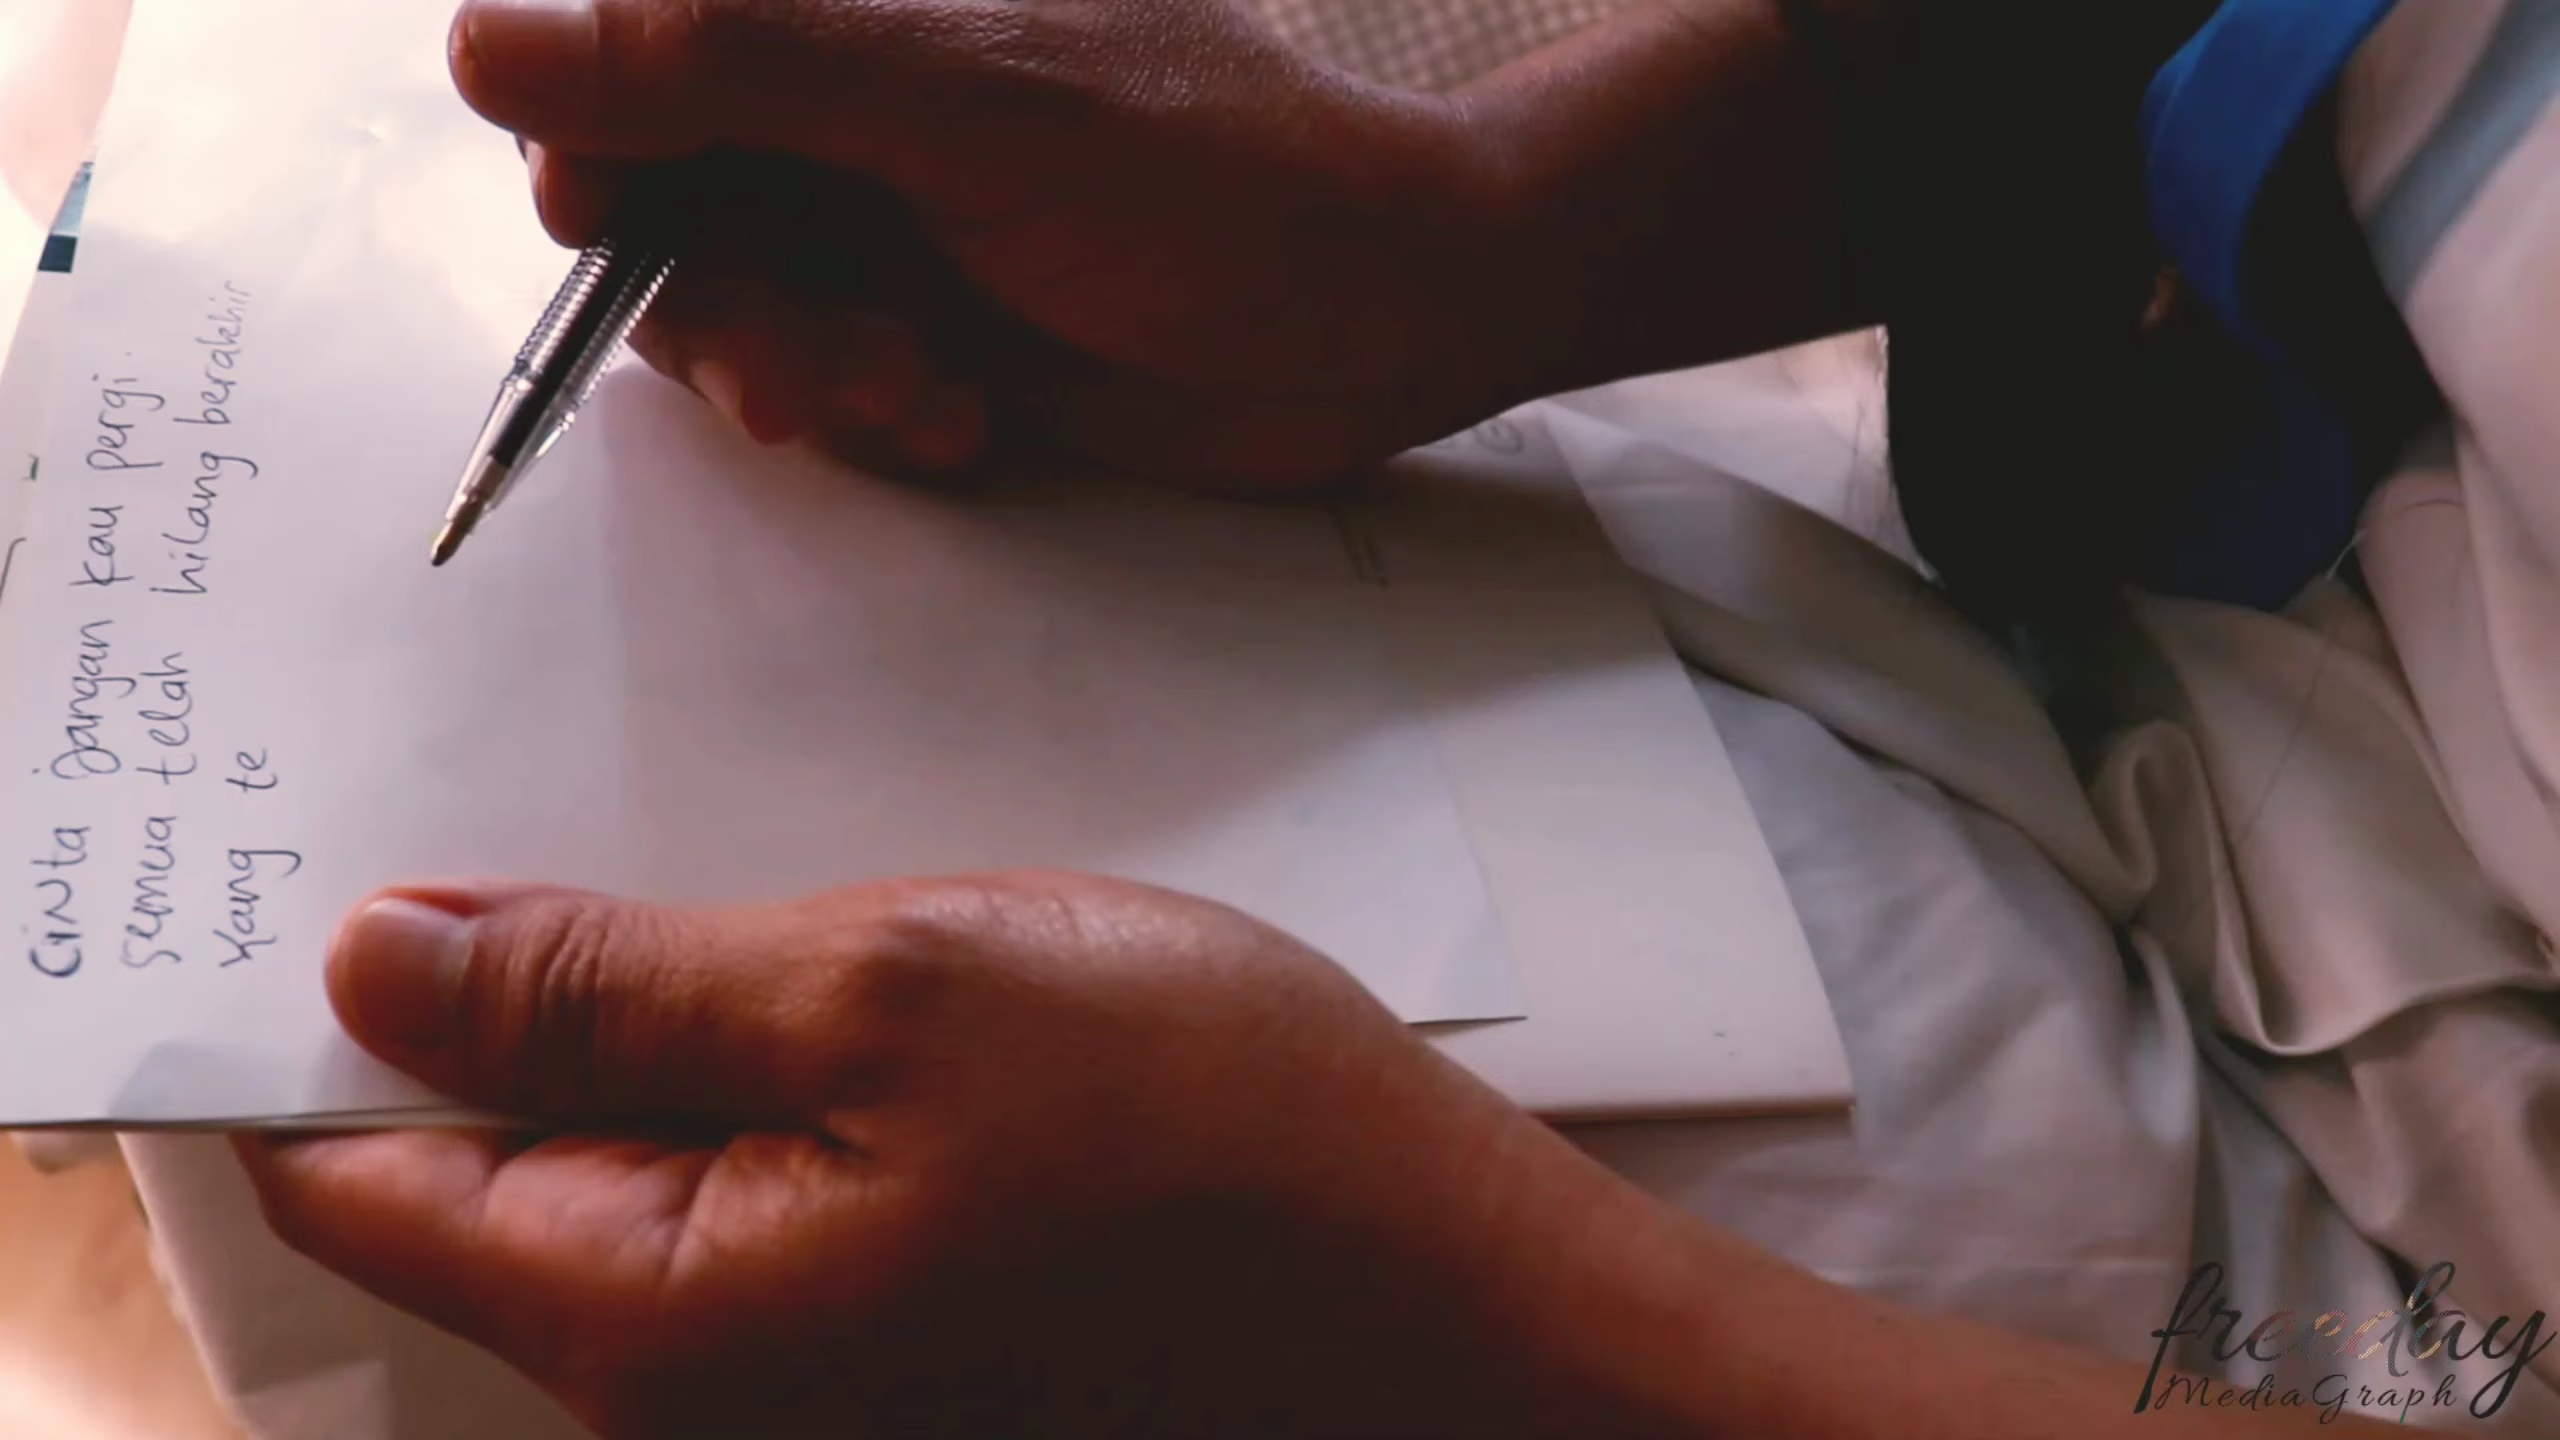 CiNta Jangan kau pergi.
semua telah hilang berakhir
Yang te
freeday
MediaGraph